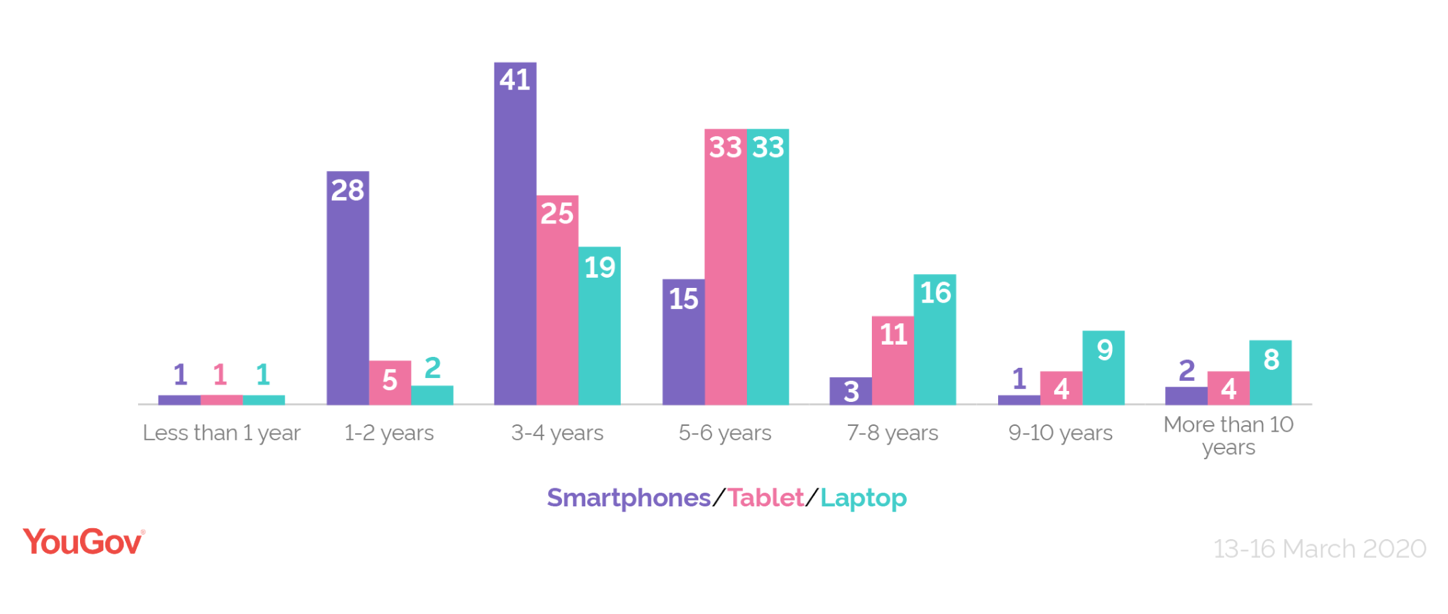 41
33 33
28
25
19
15
16
11
9
8
1 1 1
5
2
3
1
4
2
4
Less than 1 year
1-2 years
3-4 years
5-6 years
7-8 years
9-10 years
More than 10
years
Smartphones/Tablet/Laptop
YouGov®
13-16 March 2020